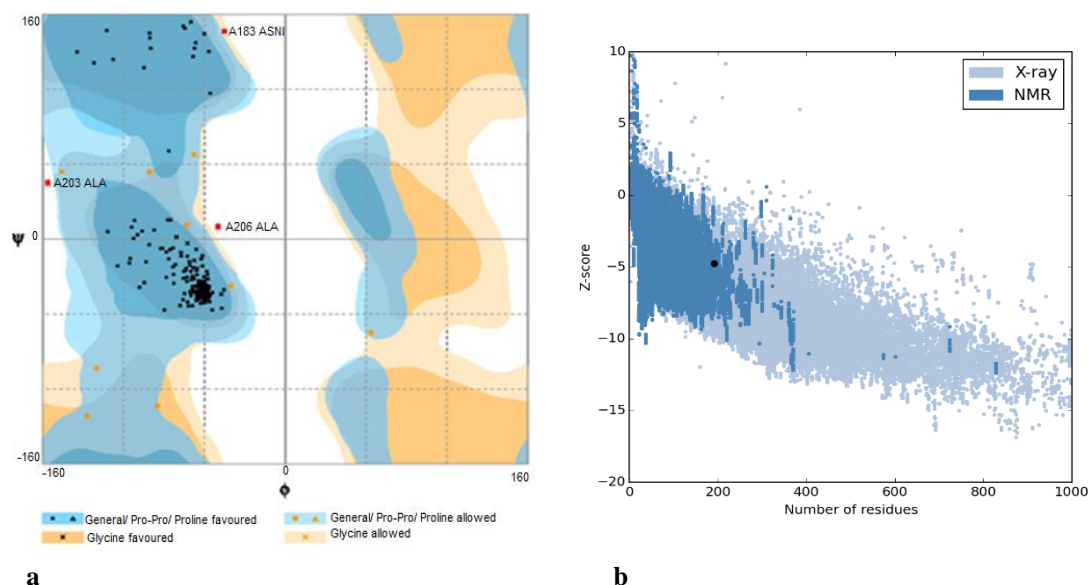 160
A183 ASNI
A203 ALA
A206 ALA
Ψ
0
-160
-160
0
160
Φ
General/ Pro-Pro/ Proline favoured
General/ Pro-Pro/ Proline allowed
Glycine favoured
Glycine allowed
a
10
5
0
−5
−10
−15
−20
Z-score
X-ray
NMR
0
200
400
600
800
1000
Number of residues
b